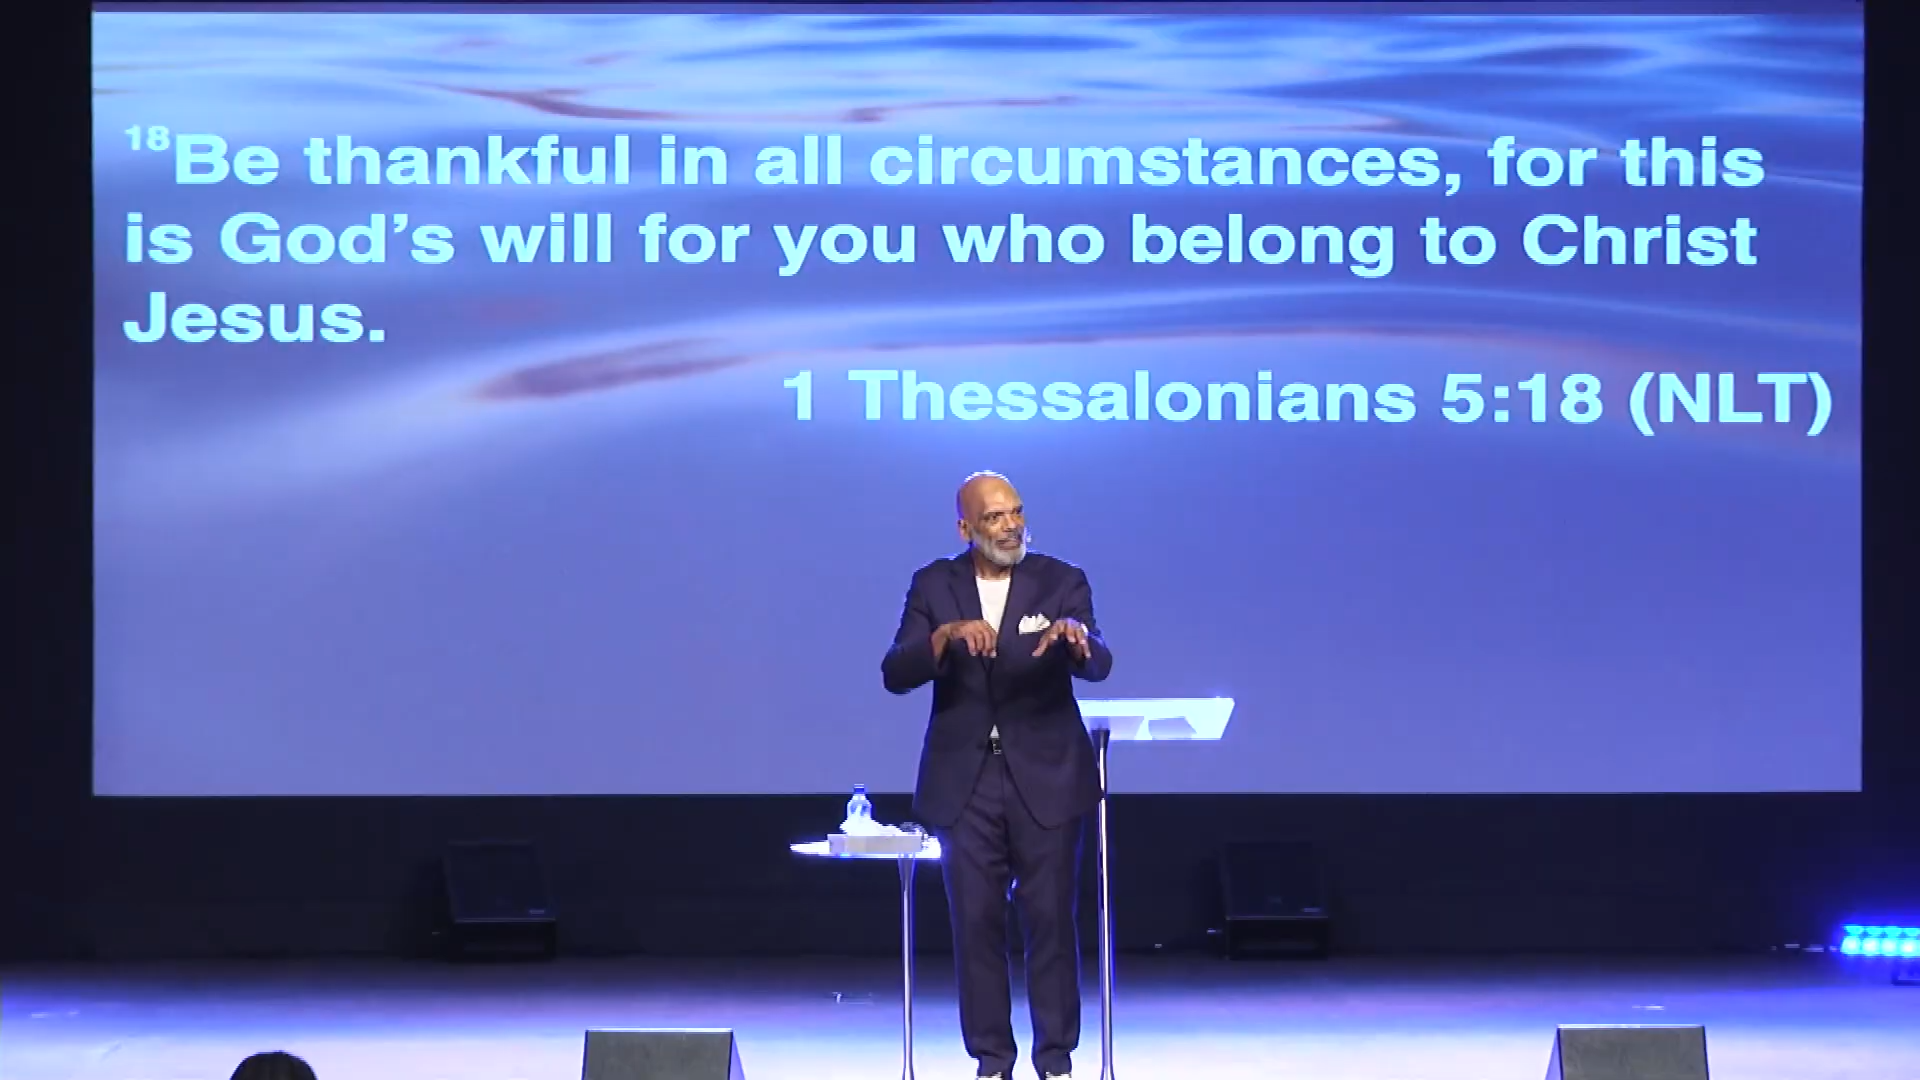 18Be thankful in all circumstances, for this
is God’s will for you who belong to Christ
Jesus.
1 Thessalonians 5:18 (NLT)